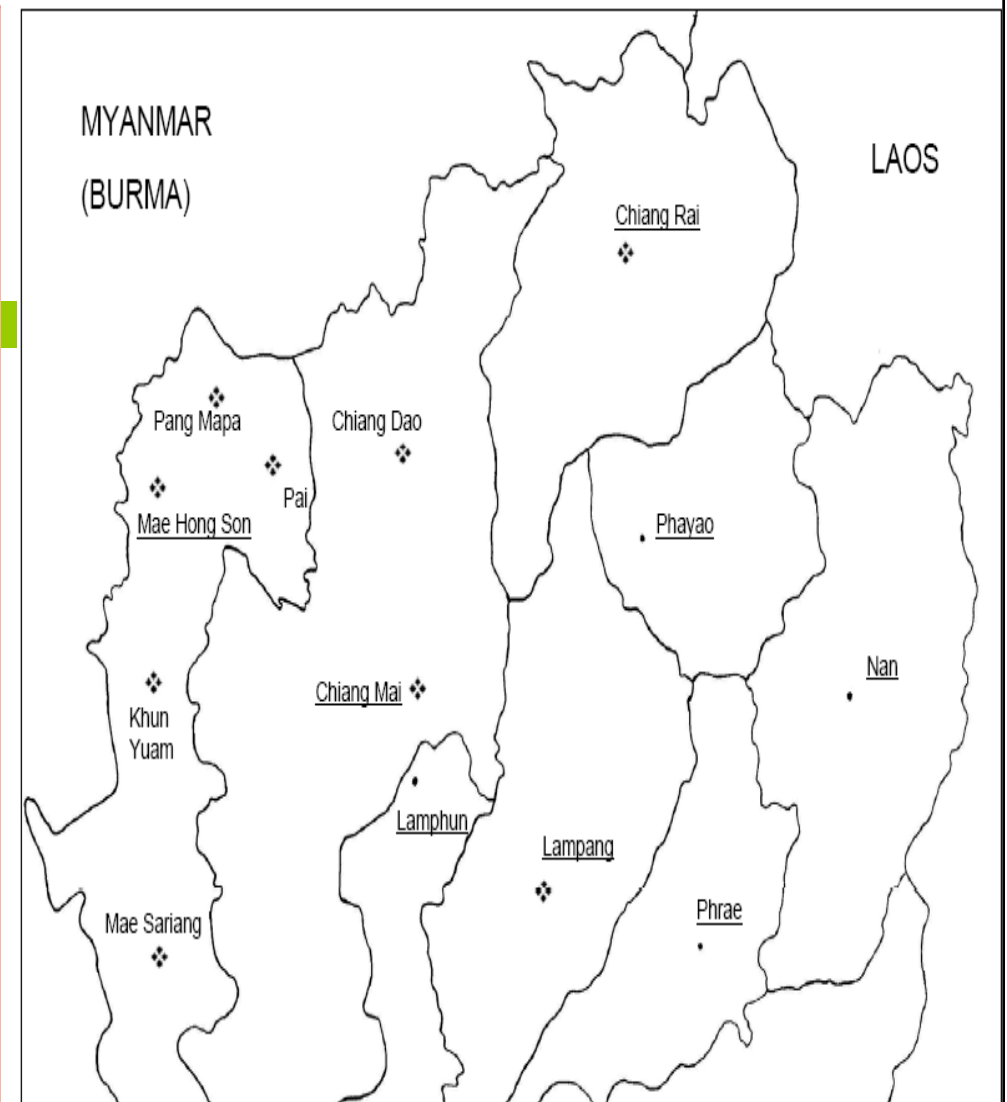 MYANMAR
(BURMA)
LAOS
Chiang Rai
Pang Mapa
Chiang Dao
Pai
Mae Hong Son
Phayao
Nan
Chiang Mai
Khun
Yuam
Lamphun
Lampang
Phrae
Mae Sariang